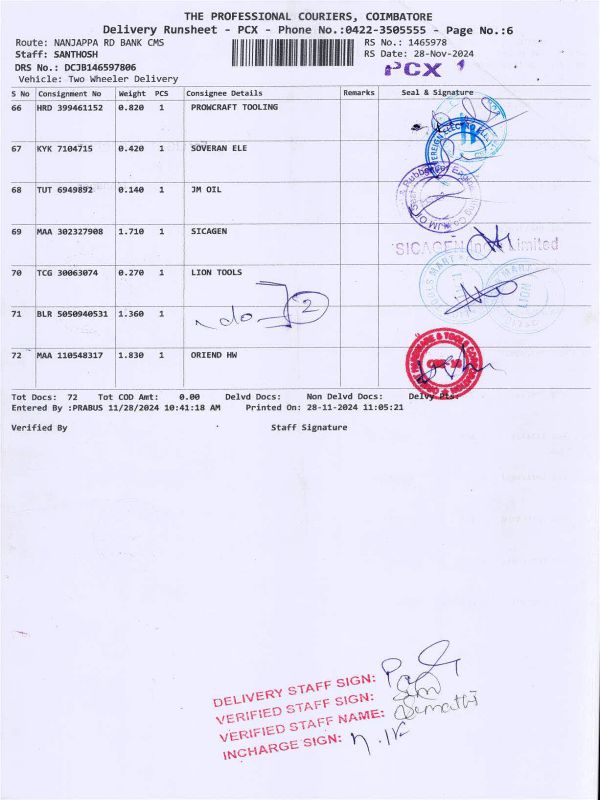 THE PROFESSIONAL COURIERS, COIMBATORE
Delivery Runsheet - PCX - Phone No.:0422-3505555 - Page No.:6
Route: NANJAPPA RD BANK CMS RS No.: 1465978
Staff: SANTHOSH RS Date: 28-Nov-2024
DRS No.: DCJB146597806 PCX 1
Vehicle: Two Wheeler Delivery
S No Consignment No Weight PCS Consignee Details Remarks Seal & Signature
66 HRD 399461152 0.820 1 PROWCRAFT TOOLING
67 KYK 7104715 0.420 1 SOVERAN ELE
68 TUT 6949892 0.140 1 JM OIL
69 MAA 302327908 1.710 1 SICAGEN
SICAGEN India Limited
70 TCG 30063074 0.270 1 LION TOOLS
LION
71 BLR 5050940531 1.360 1 do 2
72 MAA 110548317 1.830 1 ORIEND HW
Tot Docs: 72 Tot COD Amt: 0.00 Delvd Docs: Non Delvd Docs: Delvy Pts:
Entered By :PRABUS 11/28/2024 10:41:18 AM Printed On: 28-11-2024 11:05:21
Verified By Staff Signature
DELIVERY STAFF SIGN:
VERIFIED STAFF SIGN:
VERIFIED STAFF NAME:
INCHARGE SIGN: